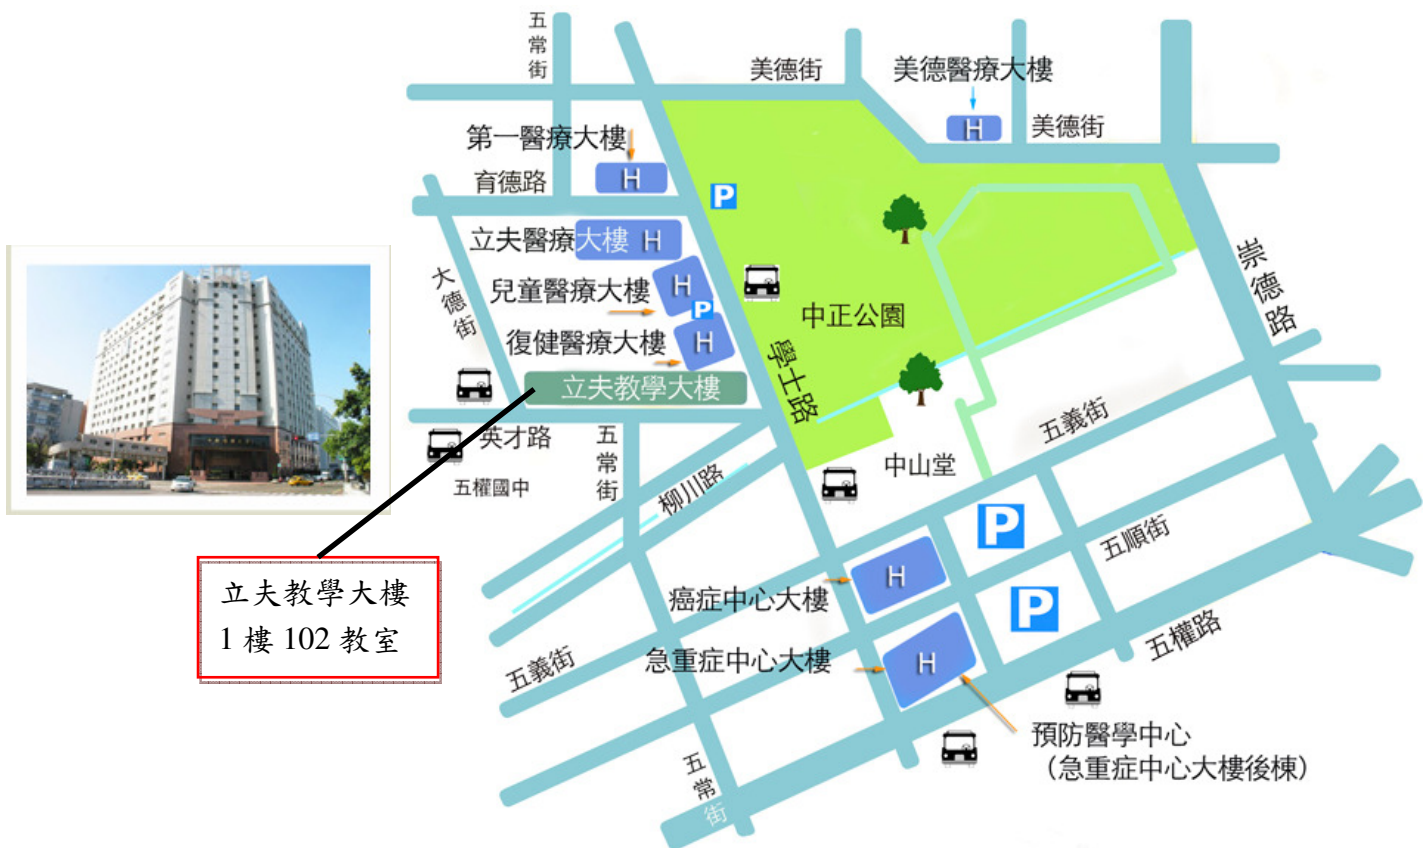 五常街
美德街
美德醫療大樓
H
美德街
第一醫療大樓
H
育德路
P
立夫醫療大樓 H
大德街
兒童醫療大樓
H
P
復健醫療大樓
H
中正公園
崇德路
學士路
立夫教學大樓
英才路
五常街
五權國中
柳川路
中山堂
五義街
P
五順街
立夫教學大樓
1 樓 102 教室
癌症中心大樓
H
P
五義街
急重症中心大樓
H
五權路
預防醫學中心
（急重症中心大樓後棟）
五常街